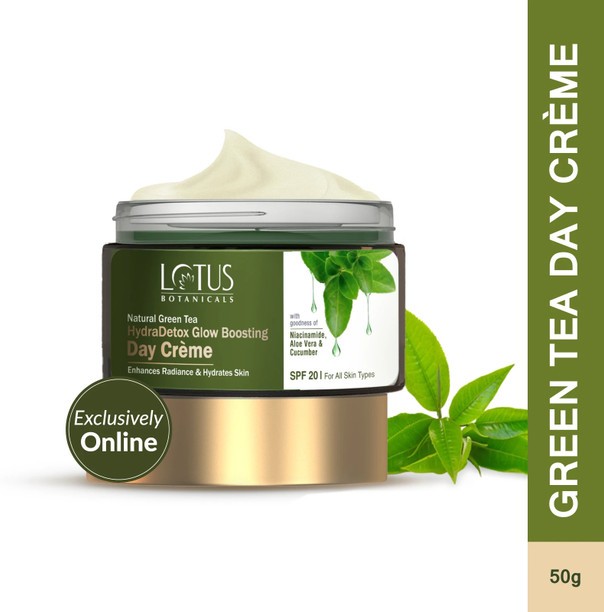 LOTUS
BOTANICALS
Natural Green Tea
HydraDetox Glow Boosting
Day Crème
Enhances Radiance & Hydrates Skin
with
goodness of
Niacinamide,
Aloe Vera &
Cucumber
SPF 20 | For All Skin Types
Exclusively
Online
GREEN TEA DAY CRÈME
50g